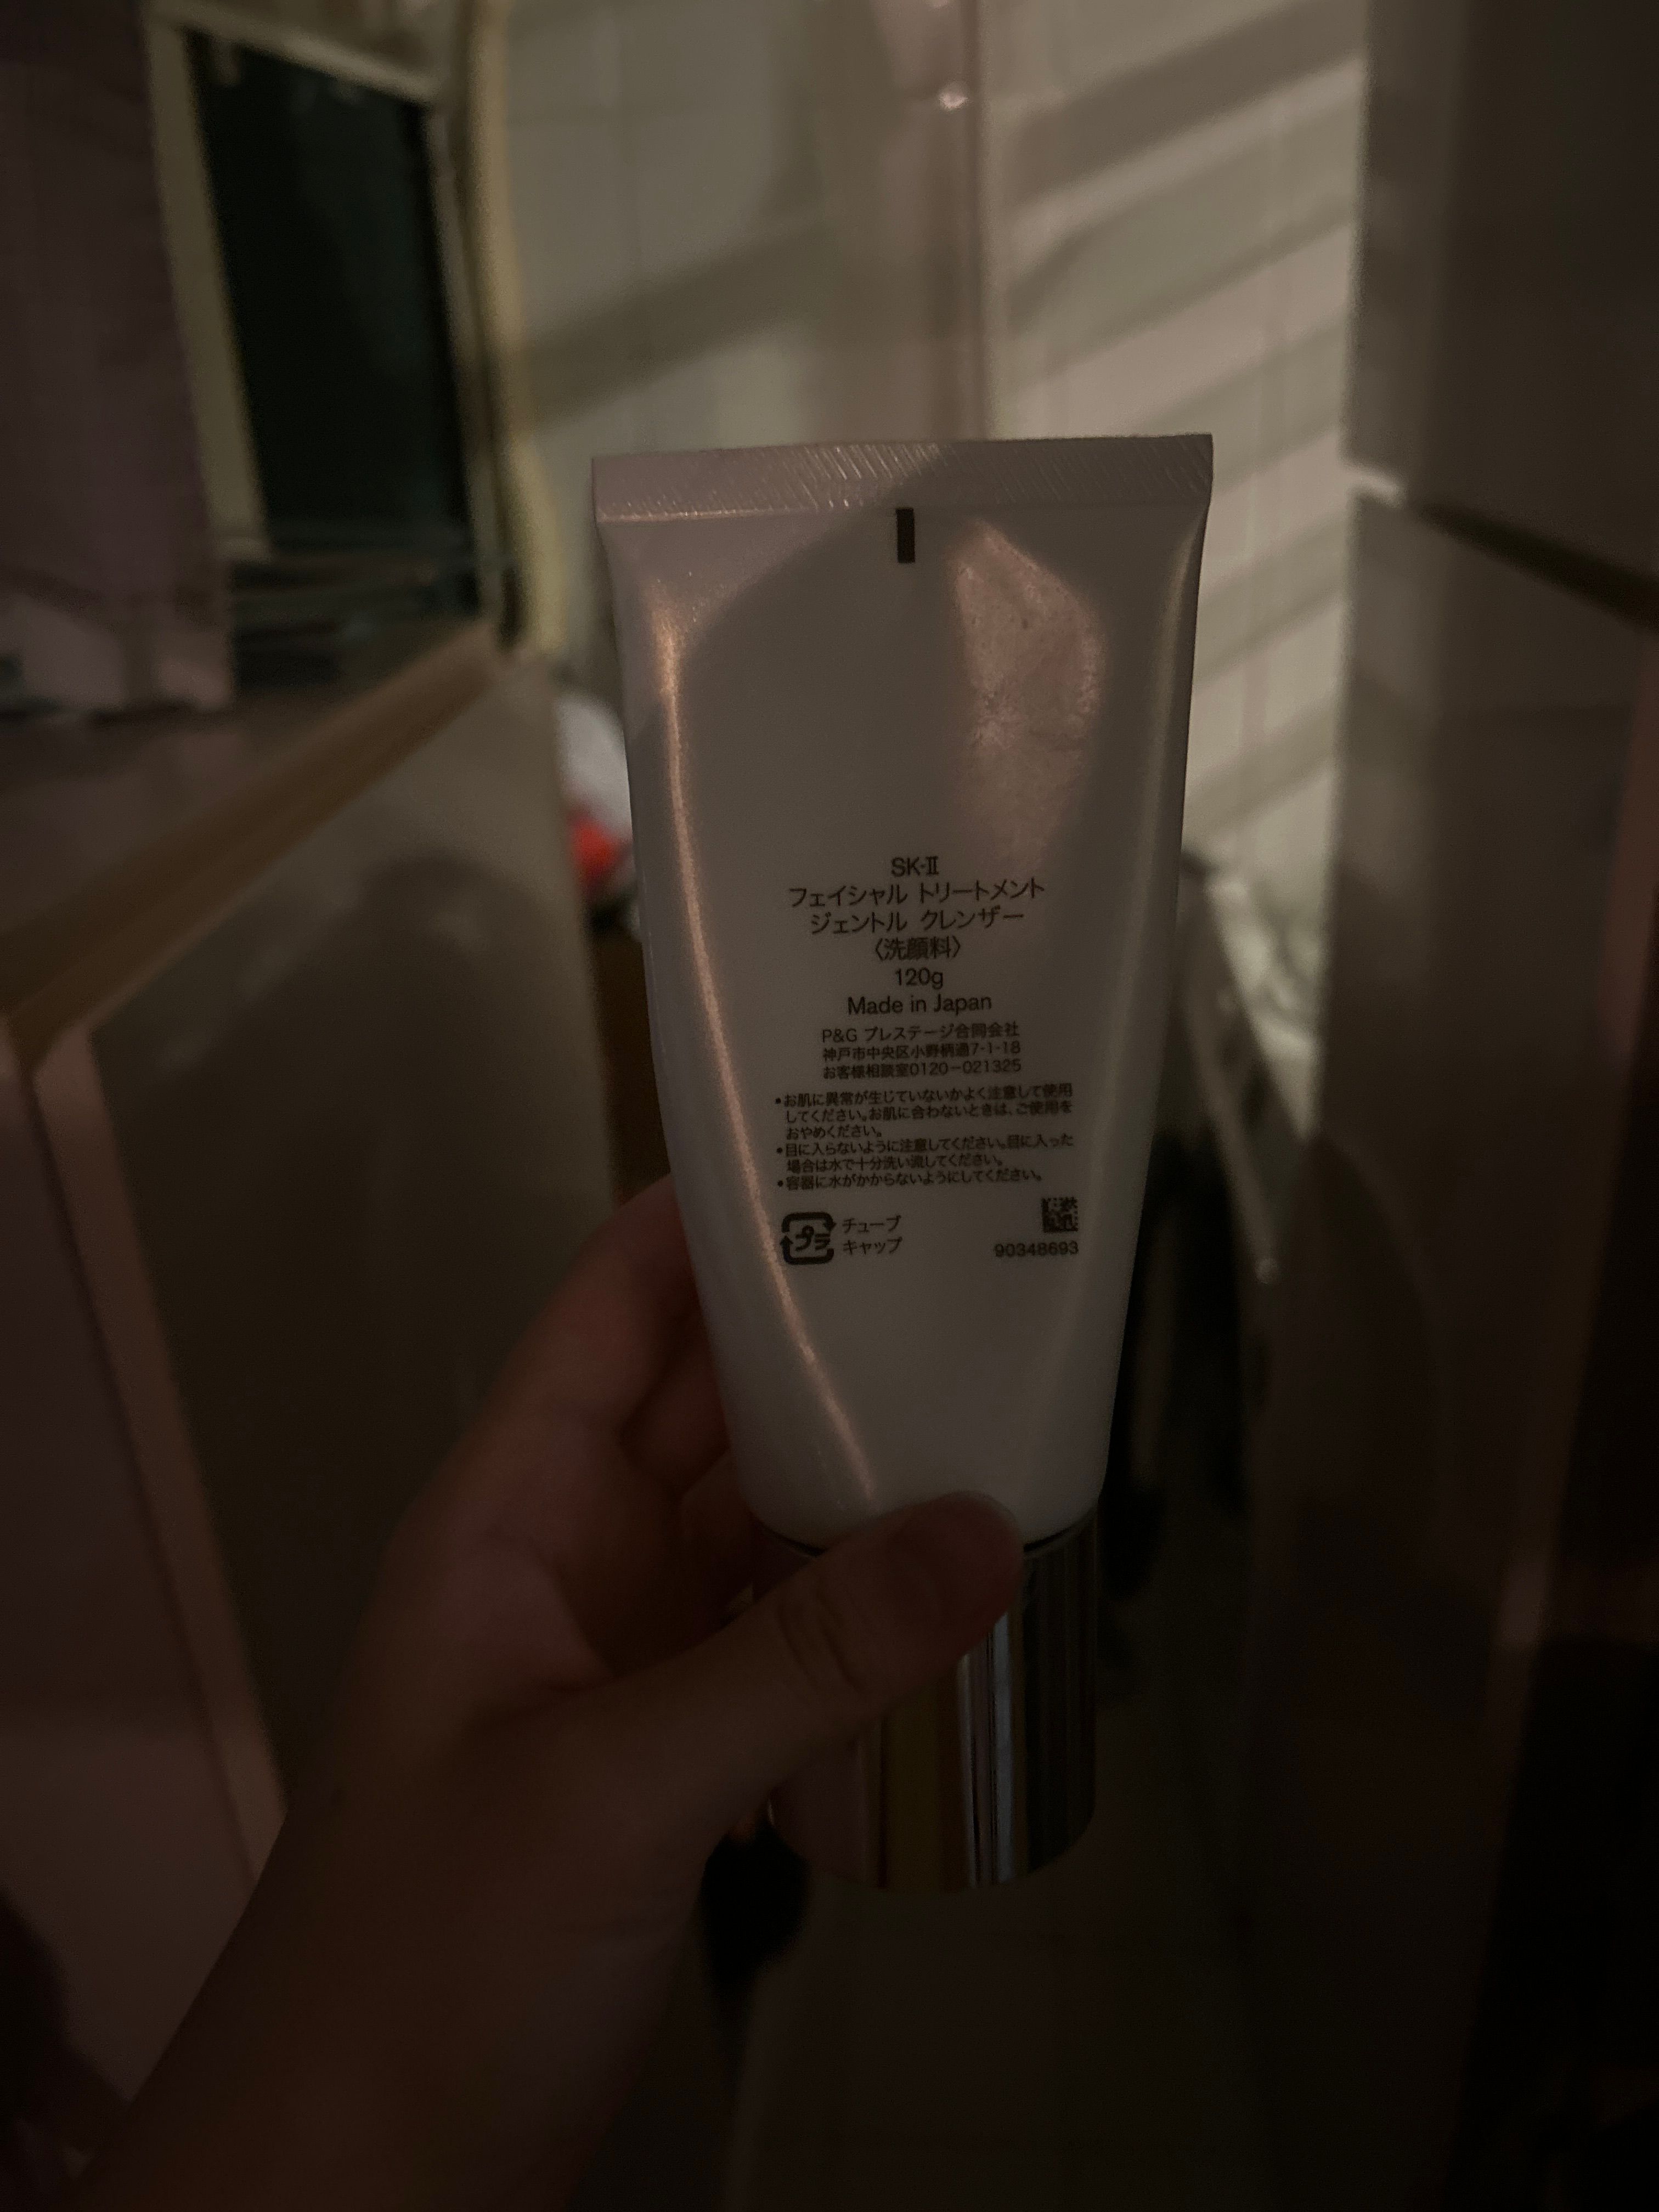 SK-Ⅱ
フェイシャル トリートメント
ジェントル クレンザー
〈洗顔料〉
120g
Made in Japan
P&G プレステージ合同会社
神戸市中央区小野柄通7-1-18
お客様相談室0120-021325
•お肌に異常が生じていないかよく注意して使用
してください。お肌に合わないときは、ご使用を
おやめください。
•目に入らないように注意してください。目に入った
場合は水で十分洗い流してください。
•容器に水がかからないようにしてください。
プラ チューブ
キャップ
90348693